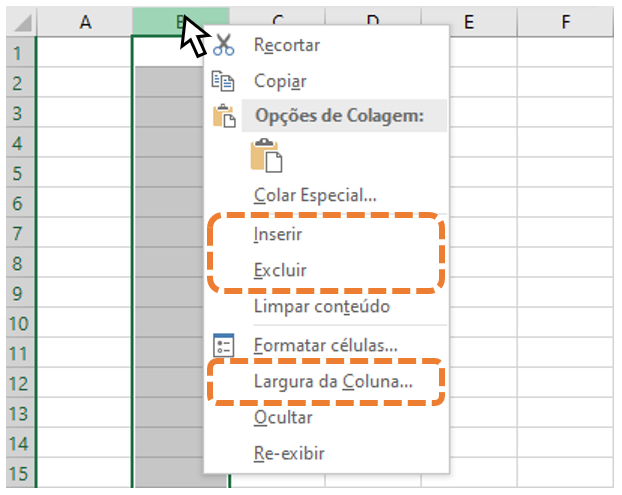 A B C D E F
1
Recortar
2
Copiar
3
Opções de Colagem:
4
5
6
Colar Especial...
7
Inserir
8
Excluir
9
Limpar conteúdo
10
11
Formatar células...
12
Largura da Coluna...
13
Ocultar
14
Re-exibir
15